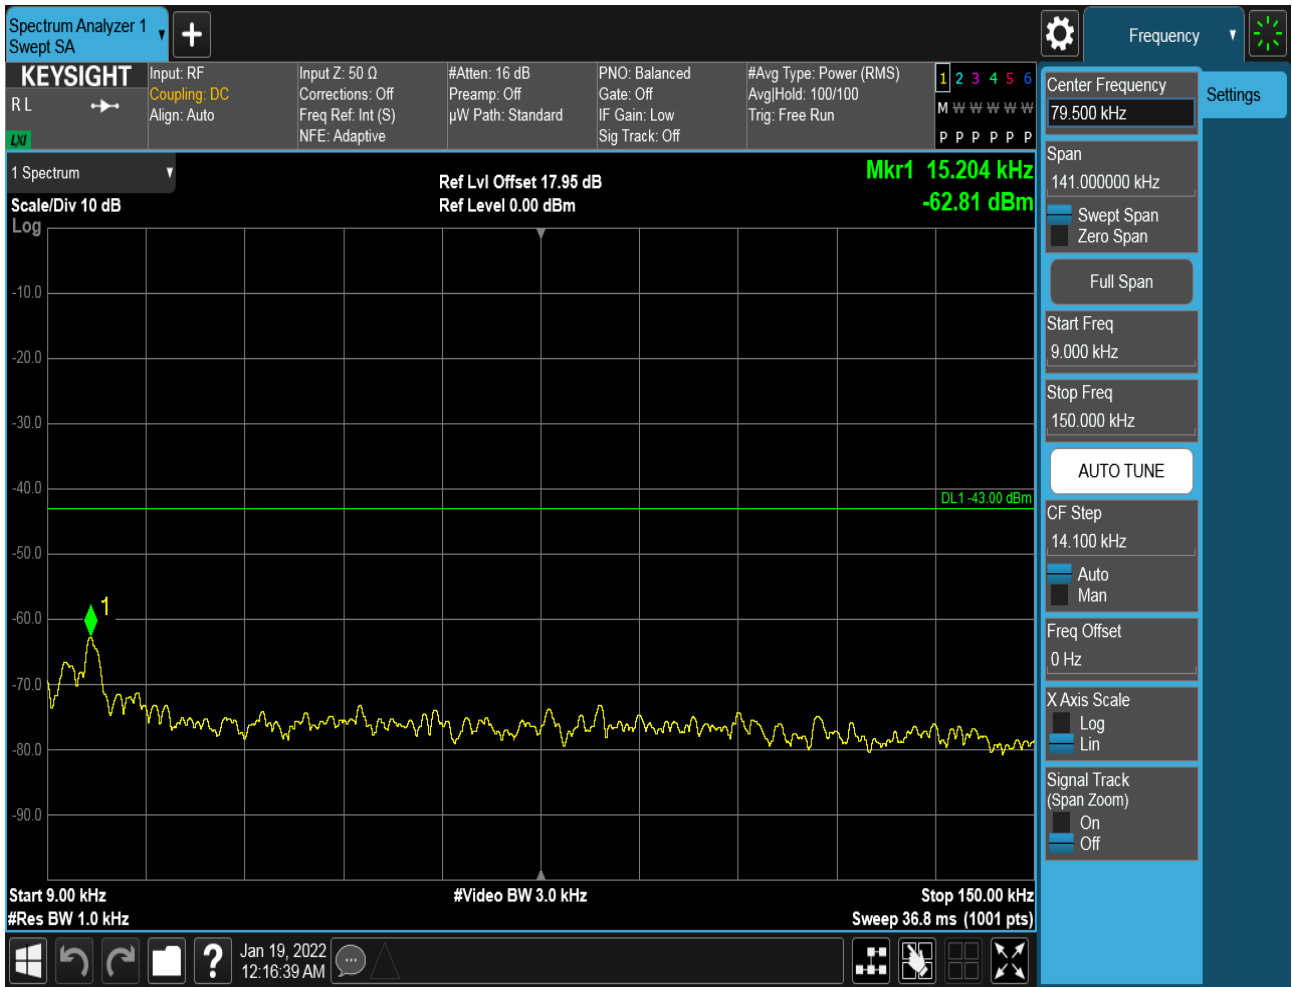 Spectrum Analyzer 1
Swept SA
Frequency
KEYSIGHT
R L
LXI
Input: RF
Coupling: DC
Align: Auto
Input Z: 50 Ω
Corrections: Off
Freq Ref: Int (S)
NFE: Adaptive
#Atten: 16 dB
Preamp: Off
µW Path: Standard
PNO: Balanced
Gate: Off
IF Gain: Low
Sig Track: Off
#Avg Type: Power (RMS)
Avg|Hold: 100/100
Trig: Free Run
1 2 3 4 5 6
M W W W W W
P P P P P P
1 Spectrum
Scale/Div 10 dB
Log
Ref Lvl Offset 17.95 dB
Ref Level 0.00 dBm
Mkr1 15.204 kHz
-62.81 dBm
-10.0
-20.0
-30.0
-40.0
DL1 -43.00 dBm
-50.0
-60.0
1
-70.0
-80.0
-90.0
Start 9.00 kHz
#Video BW 3.0 kHz
Stop 150.00 kHz
#Res BW 1.0 kHz
Sweep 36.8 ms (1001 pts)
Jan 19, 2022
12:16:39 AM
Center Frequency
79.500 kHz
Settings
Span
141.000000 kHz
Swept Span
Zero Span
Full Span
Start Freq
9.000 kHz
Stop Freq
150.000 kHz
AUTO TUNE
CF Step
14.100 kHz
Auto
Man
Freq Offset
0 Hz
X Axis Scale
Log
Lin
Signal Track
(Span Zoom)
On
Off